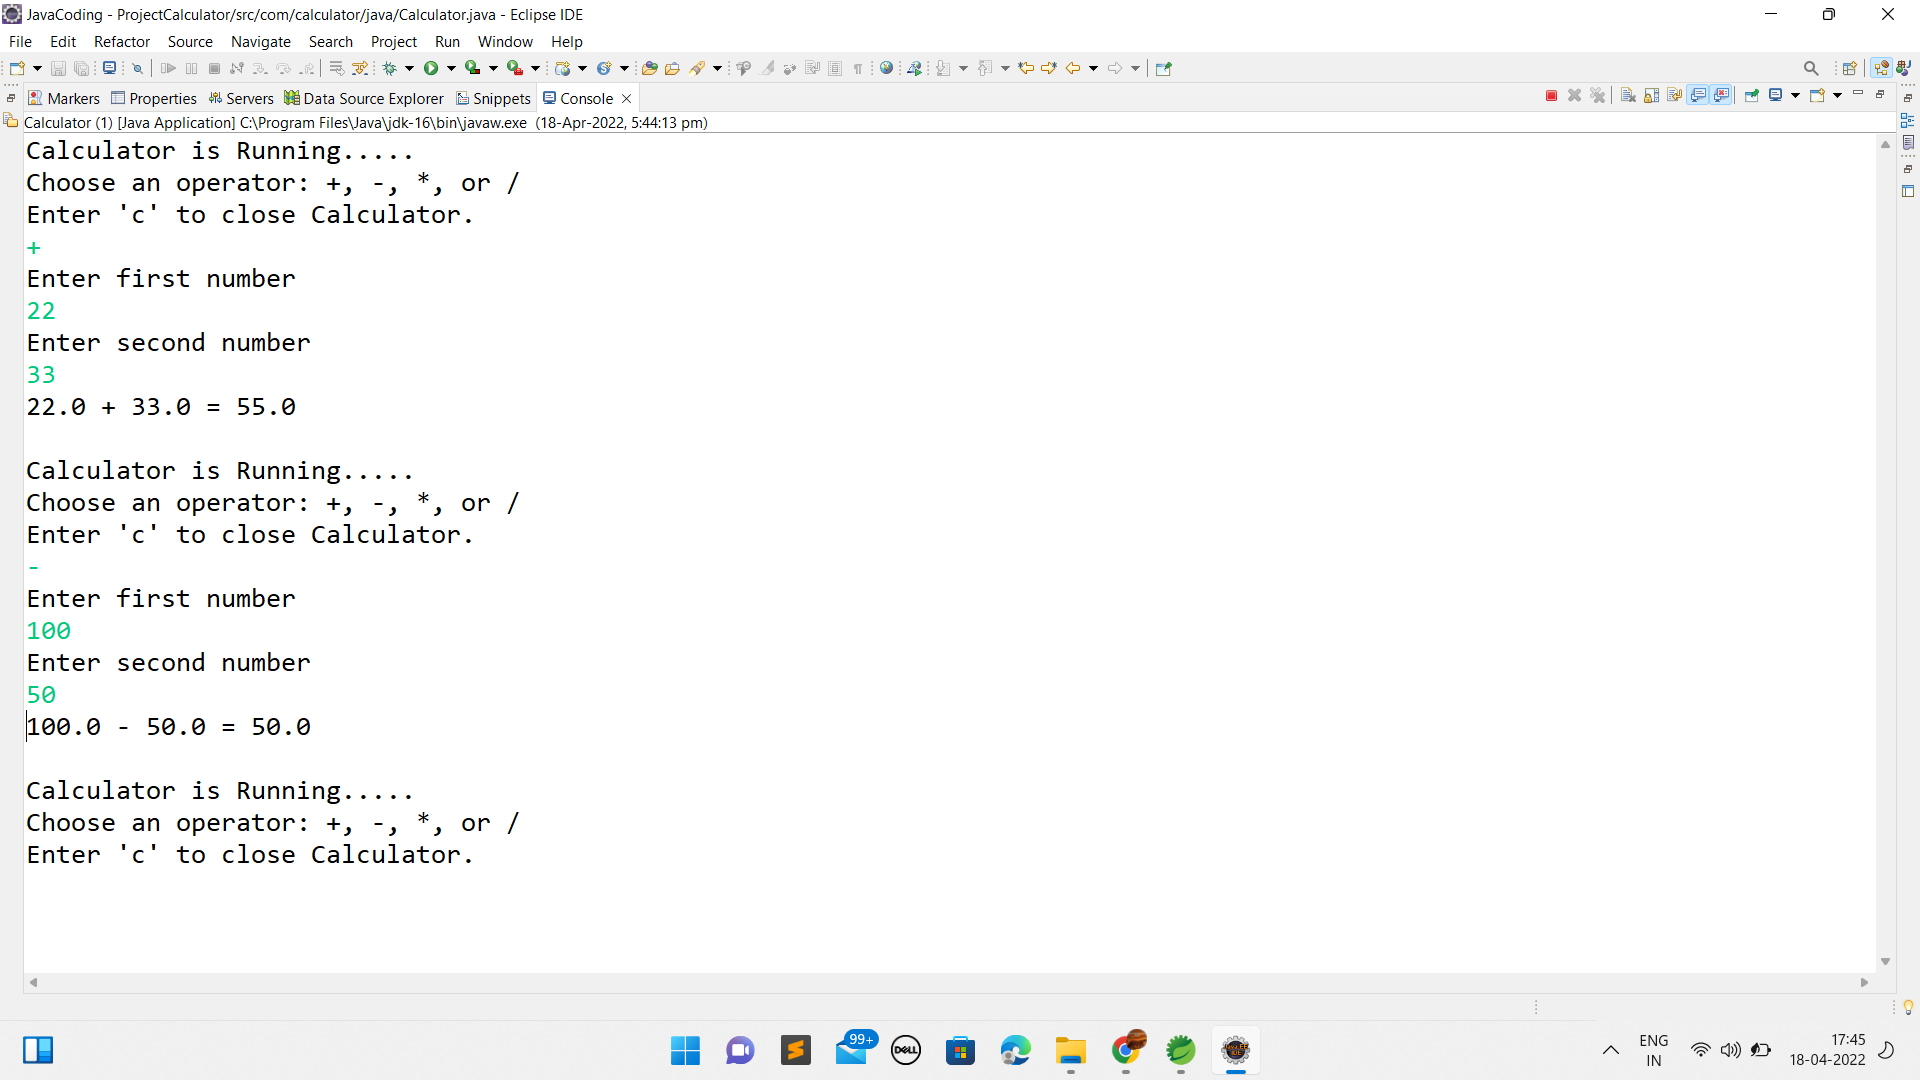 JavaCoding - ProjectCalculator/src/com/calculator/java/Calculator.java - Eclipse IDE
File Edit Refactor Source Navigate Search Project Run Window Help
Markers Properties Servers Data Source Explorer Snippets Console
Calculator (1) [Java Application] C:\Program Files\Java\jdk-16\bin\javaw.exe (18-Apr-2022, 5:44:13 pm)
Calculator is Running.....
Choose an operator: +, -, *, or /
Enter 'c' to close Calculator.
+
Enter first number
22
Enter second number
33
22.0 + 33.0 = 55.0
Calculator is Running.....
Choose an operator: +, -, *, or /
Enter 'c' to close Calculator.
-
Enter first number
100
Enter second number
50
100.0 - 50.0 = 50.0
Calculator is Running.....
Choose an operator: +, -, *, or /
Enter 'c' to close Calculator.
99+
DELL
ENG
IN
17:45
18-04-2022